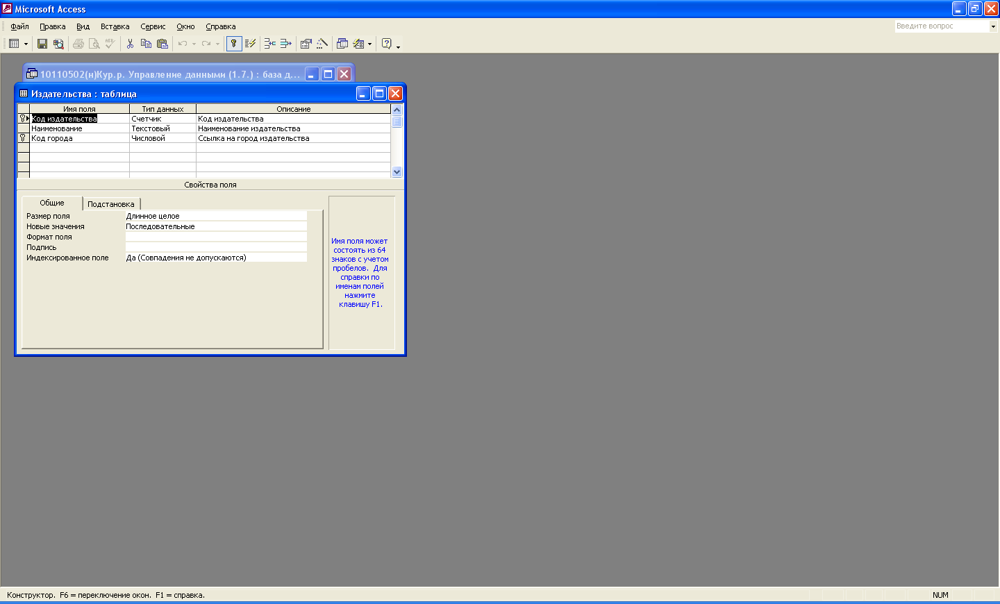 Microsoft Access
Файл Правка Вид Вставка Сервис Окно Справка
Введите вопрос
10110502(н)Кур.р. Управление данными (1.7.) : база д...
Издательства : таблица
Имя поля Тип данных Описание
Код издательства Счетчик Код издательства
Наименование Текстовый Наименование издательства
Код города Числовой Ссылка на город издательства
Свойства поля
Общие Подстановка
Размер поля Длинное целое
Новые значения Последовательные
Формат поля
Подпись
Индексированное поле Да (Совпадения не допускаются)
Имя поля может
состоять из 64
знаков с учетом
пробелов. Для
справки по
именам полей
нажмите
клавишу F1.
Конструктор. F6 = переключение окон. F1 = справка.
NUM